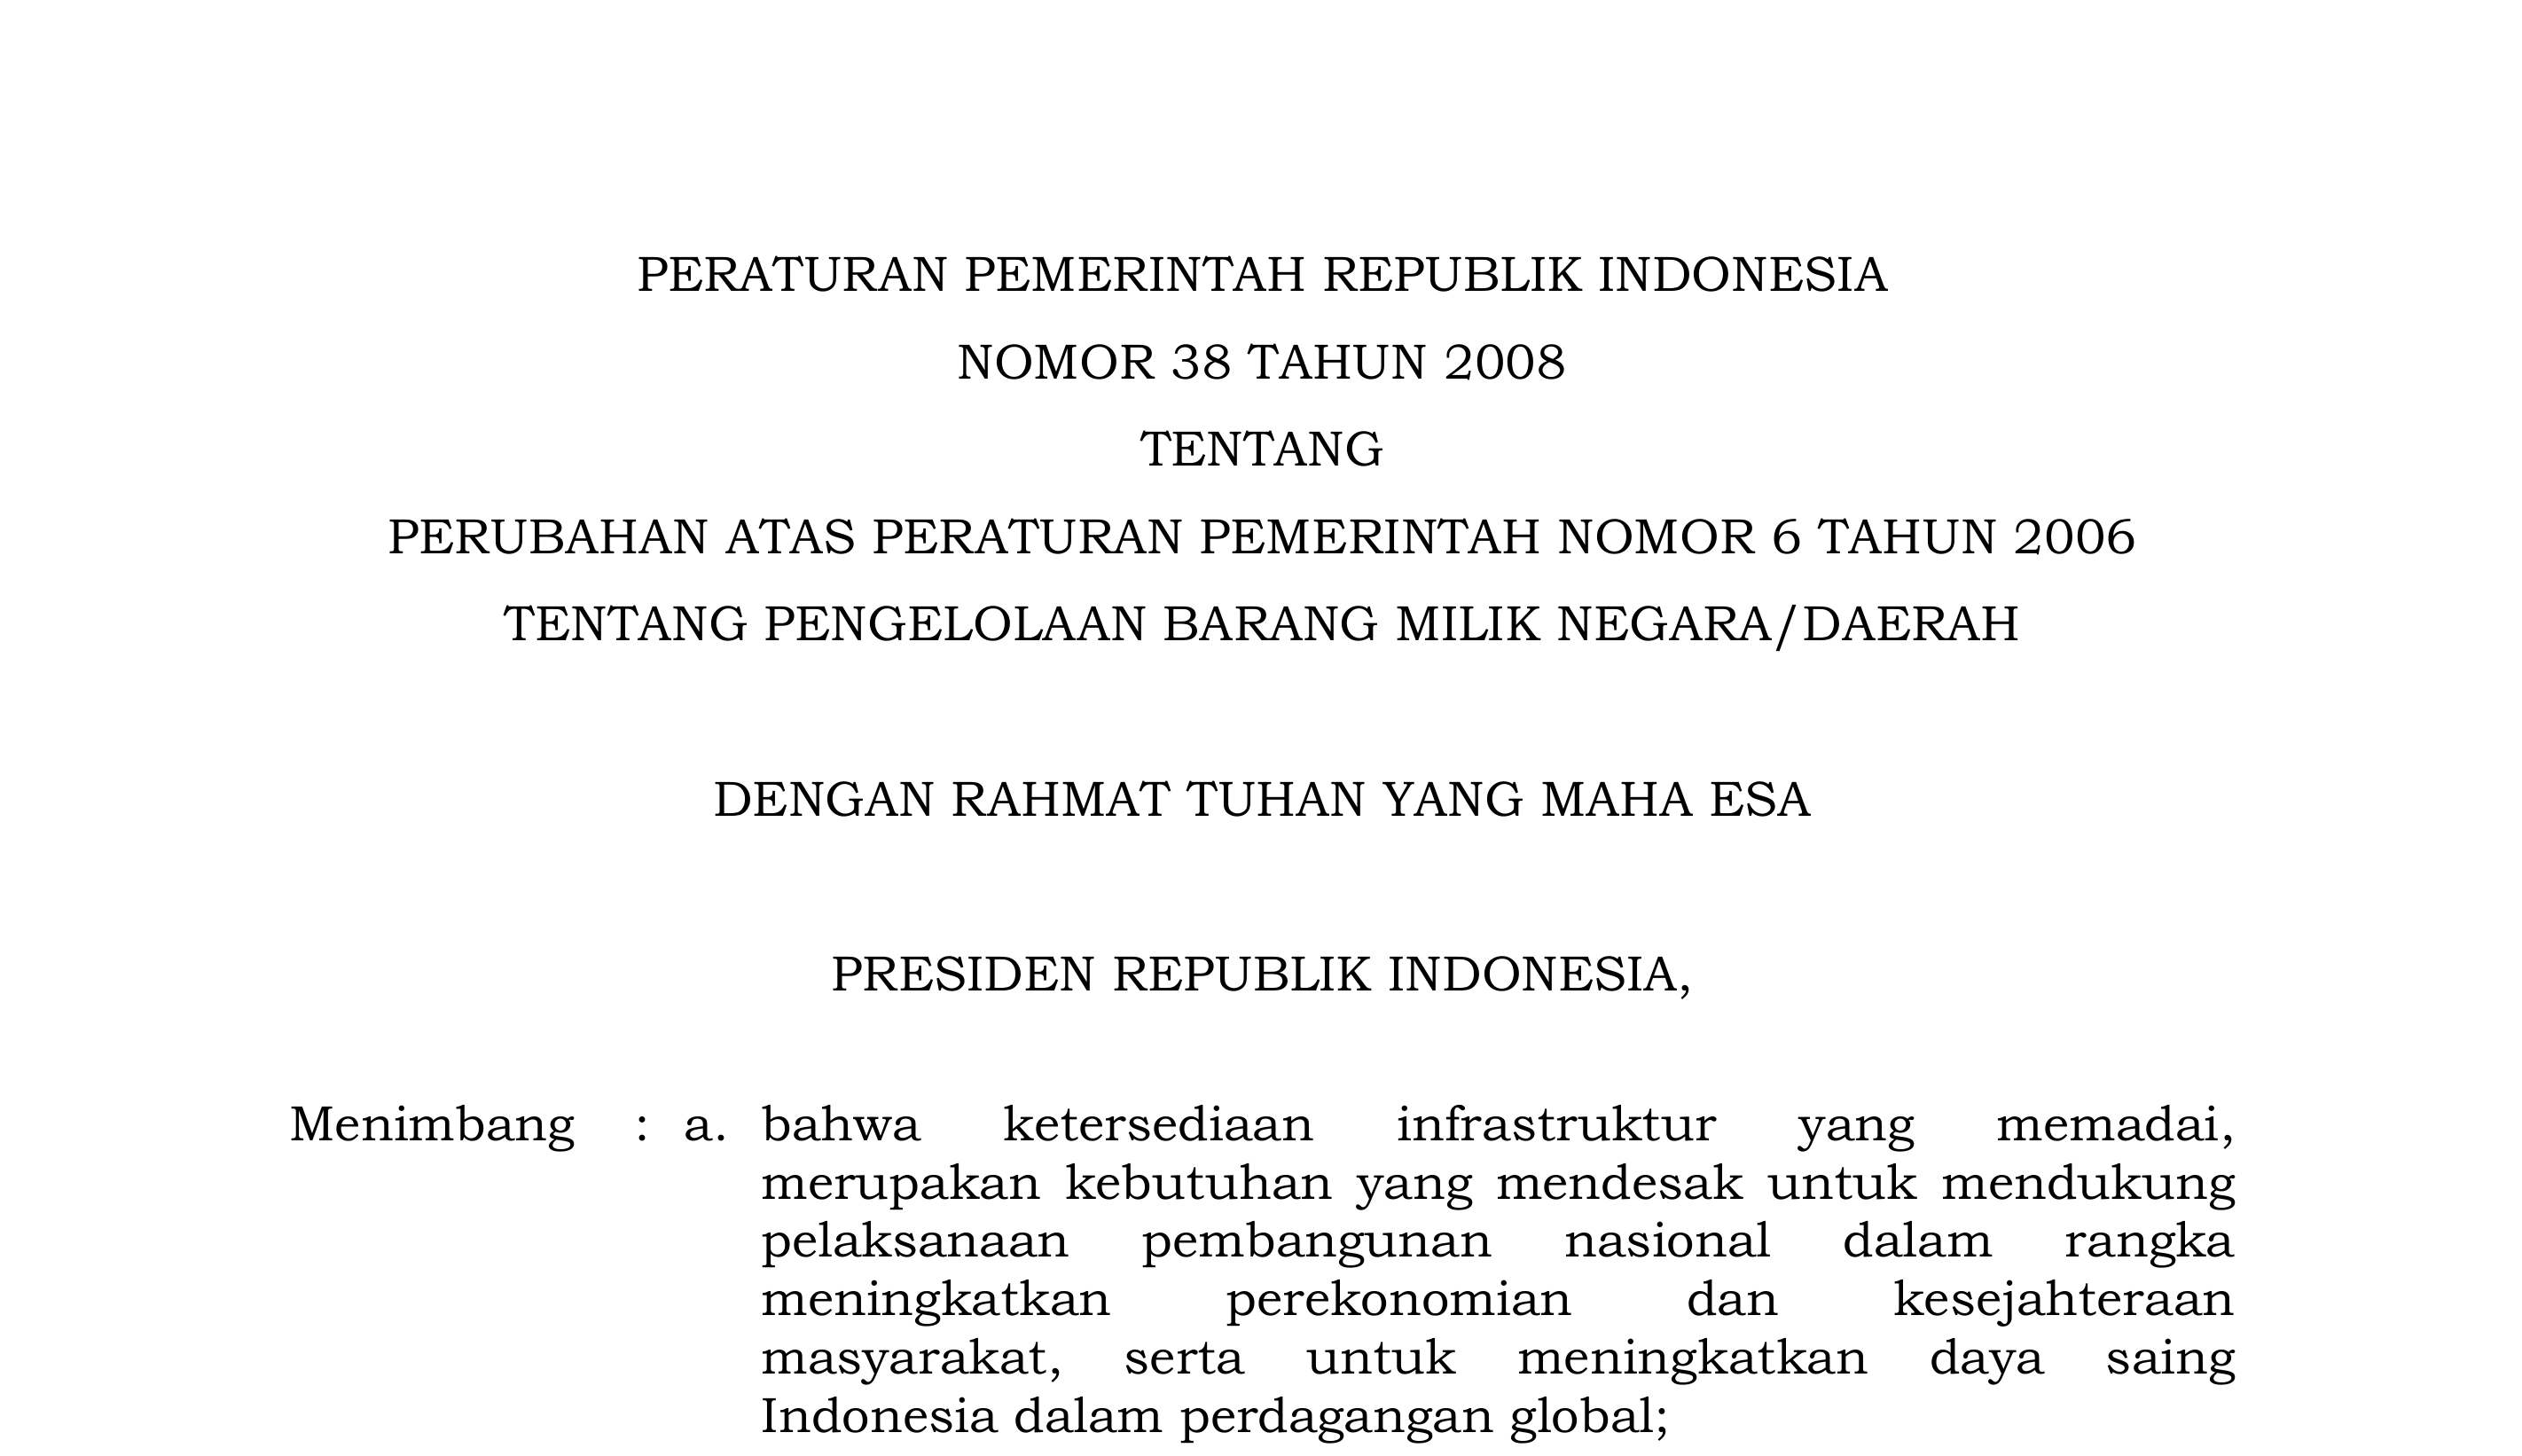 PERATURAN PEMERINTAH REPUBLIK INDONESIA
NOMOR 38 TAHUN 2008
TENTANG
PERUBAHAN ATAS PERATURAN PEMERINTAH NOMOR 6 TAHUN 2006
TENTANG PENGELOLAAN BARANG MILIK NEGARA/DAERAH
DENGAN RAHMAT TUHAN YANG MAHA ESA
PRESIDEN REPUBLIK INDONESIA,
Menimbang : a. bahwa ketersediaan infrastruktur yang memadai,
merupakan kebutuhan yang mendesak untuk mendukung
pelaksanaan pembangunan nasional dalam rangka
meningkatkan perekonomian dan kesejahteraan
masyarakat, serta untuk meningkatkan daya saing
Indonesia dalam perdagangan global;